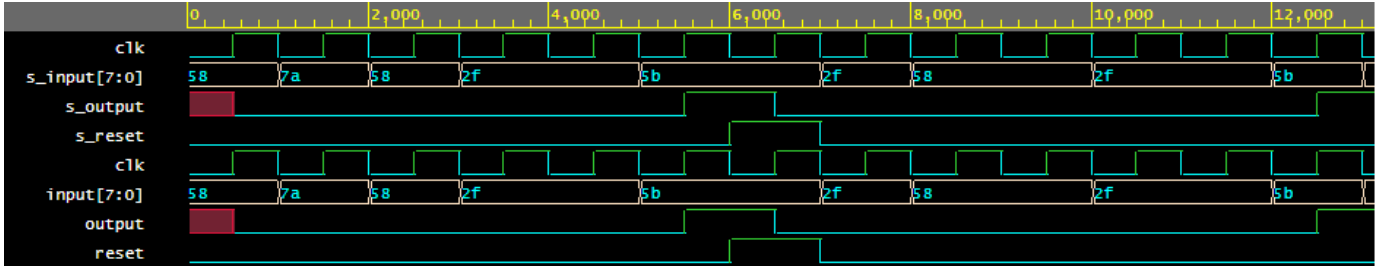 0 2,000 4,000 6,000 8,000 10,000 12,000
clk
s_input[7:0] 58 7a 58 2f 5b 2f 58 2f 5b
s_output
s_reset
clk
input[7:0] 58 7a 58 2f 5b 2f 58 2f 5b
output
reset